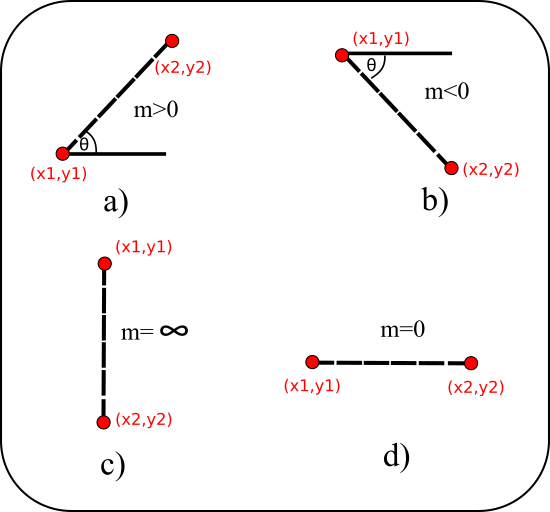 (x2,y2)
m>0
θ
(x1,y1)
a)
(x1,y1)
θ
m<0
(x2,y2)
b)
(x1,y1)
m= ∞
(x2,y2)
c)
m=0
(x1,y1) (x2,y2)
d)